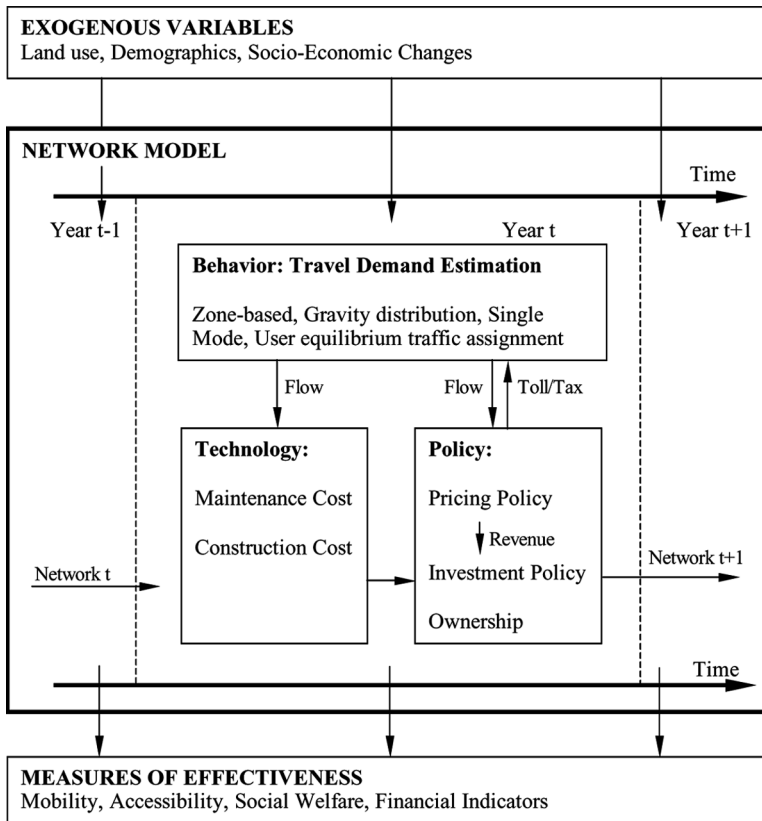 EXOGENOUS VARIABLES
Land use, Demographics, Socio-Economic Changes
NETWORK MODEL
Time
Year t-1
Year t
Year t+1
Behavior: Travel Demand Estimation
Zone-based, Gravity distribution, Single
Mode, User equilibrium traffic assignment
Flow
Flow
Toll/Tax
Technology:
Maintenance Cost
Construction Cost
Policy:
Pricing Policy
Revenue
Investment Policy
Ownership
Network t
Network t+1
Time
MEASURES OF EFFECTIVENESS
Mobility, Accessibility, Social Welfare, Financial Indicators